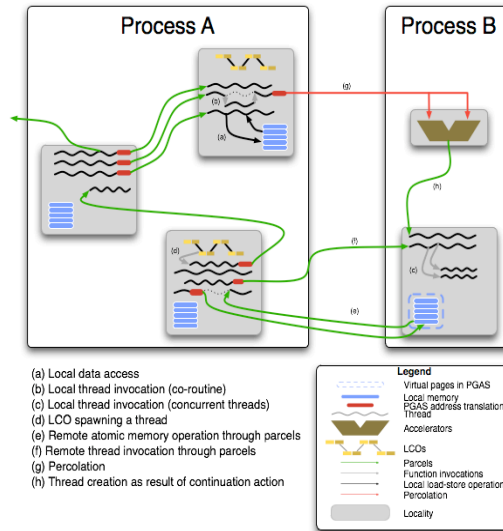 Process A
Process B
(g)
(b)
(a)
(h)
(d)
(f)
(c)
(e)
(a) Local data access
(b) Local thread invocation (co-routine)
(c) Local thread invocation (concurrent threads)
(d) LCO spawning a thread
(e) Remote atomic memory operation through parcels
(f) Remote thread invocation through parcels
(g) Percolation
(h) Thread creation as result of continuation action
Legend
Virtual pages in PGAS
Local memory
PGAS address translation
Thread
Accelerators
LCOs
Parcels
Function invocations
Local load-store operation
Percolation
Locality